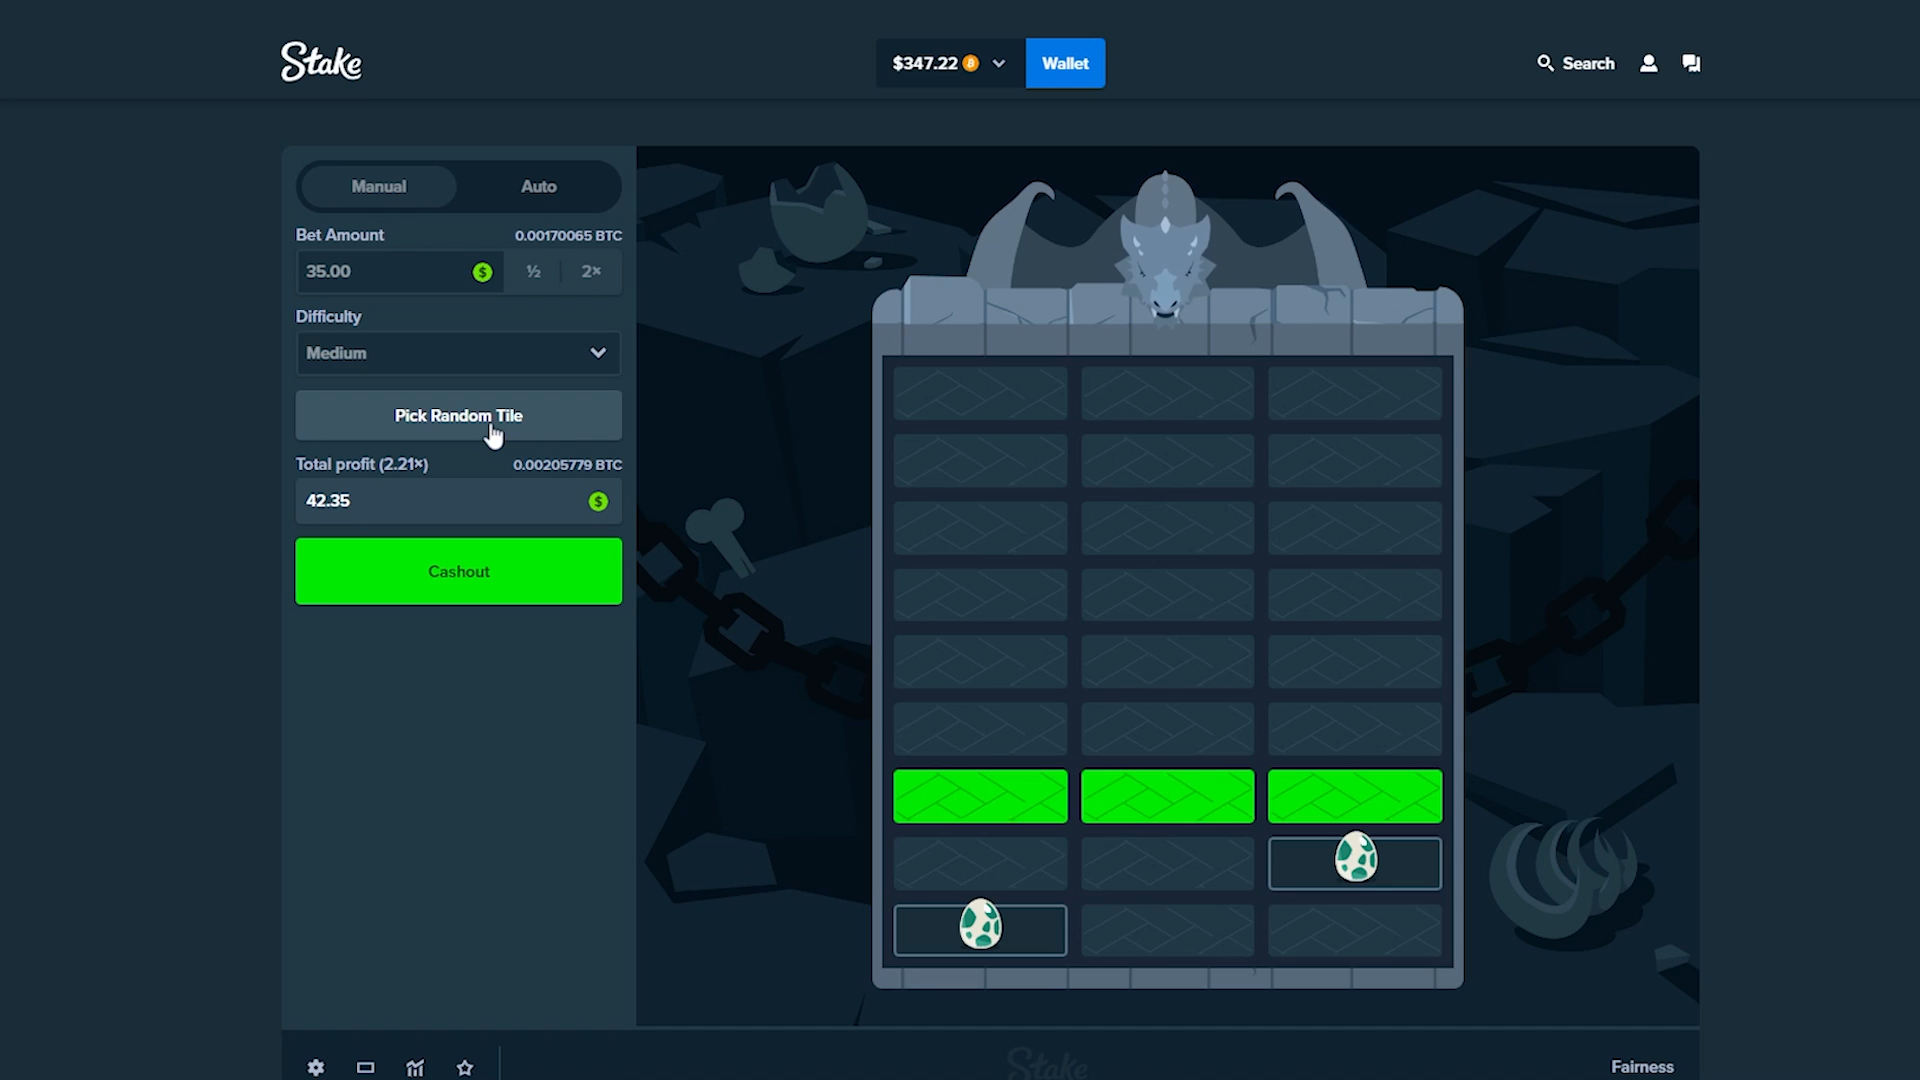 Stake
$347.22
Wallet
Search
Manual
Auto
Bet Amount
0.00170065 BTC
35.00
½
2×
Difficulty
Medium
Pick Random Tile
Total profit (2.21×)
0.00205779 BTC
42.35
Cashout
Stake
Fairness